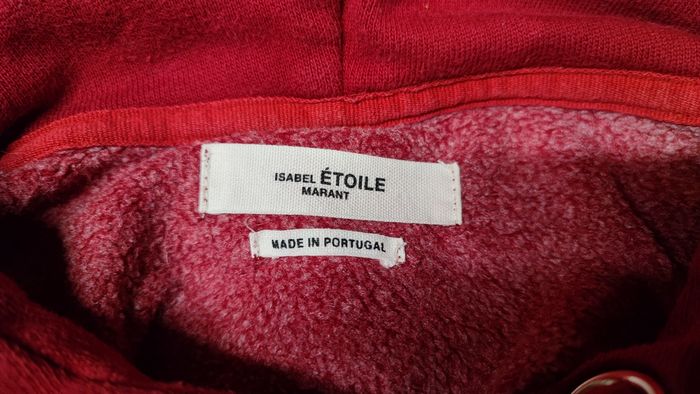 ISABEL ÉTOILE
MARANT
MADE IN PORTUGAL